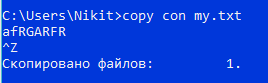 C:\Users\Nikit>copy con my.txt
afRGARFR
^Z
Скопировано файлов:         1.